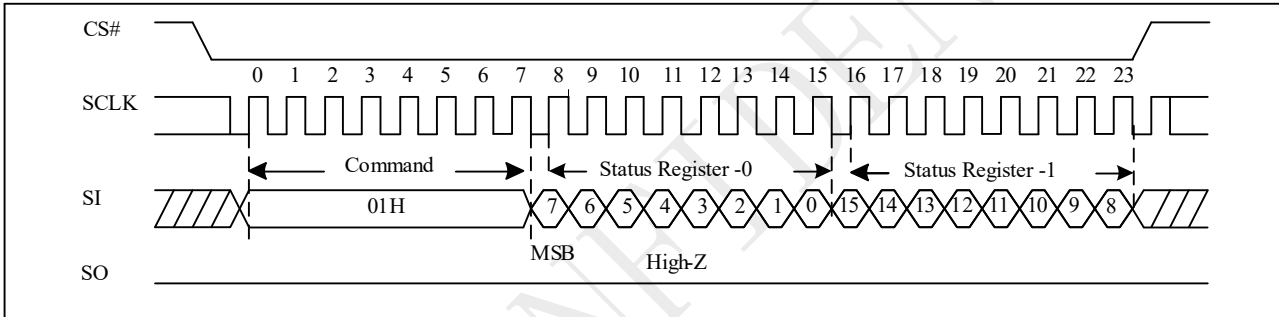 CS#
0 1 2 3 4 5 6 7 8 9 10 11 12 13 14 15 16 17 18 19 20 21 22 23
SCLK
Command Status Register -0 Status Register -1
SI 01H 7 6 5 4 3 2 1 0 15 14 13 12 11 10 9 8
MSB High-Z
SO